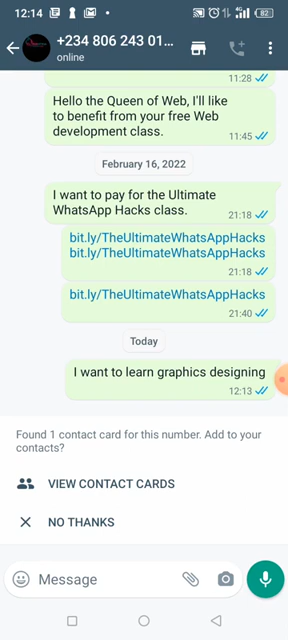 12:14
82
+234 806 243 01...
online
11:28
Hello the Queen of Web, I'll like
to benefit from your free Web
development class.
11:45
February 16, 2022
I want to pay for the Ultimate
WhatsApp Hacks class.
21:18
bit.ly/TheUltimateWhatsAppHacks
bit.ly/TheUltimateWhatsAppHacks
21:18
bit.ly/TheUltimateWhatsAppHacks
21:40
Today
I want to learn graphics designing
12:13
Found 1 contact card for this number. Add to your
contacts?
VIEW CONTACT CARDS
NO THANKS
Message